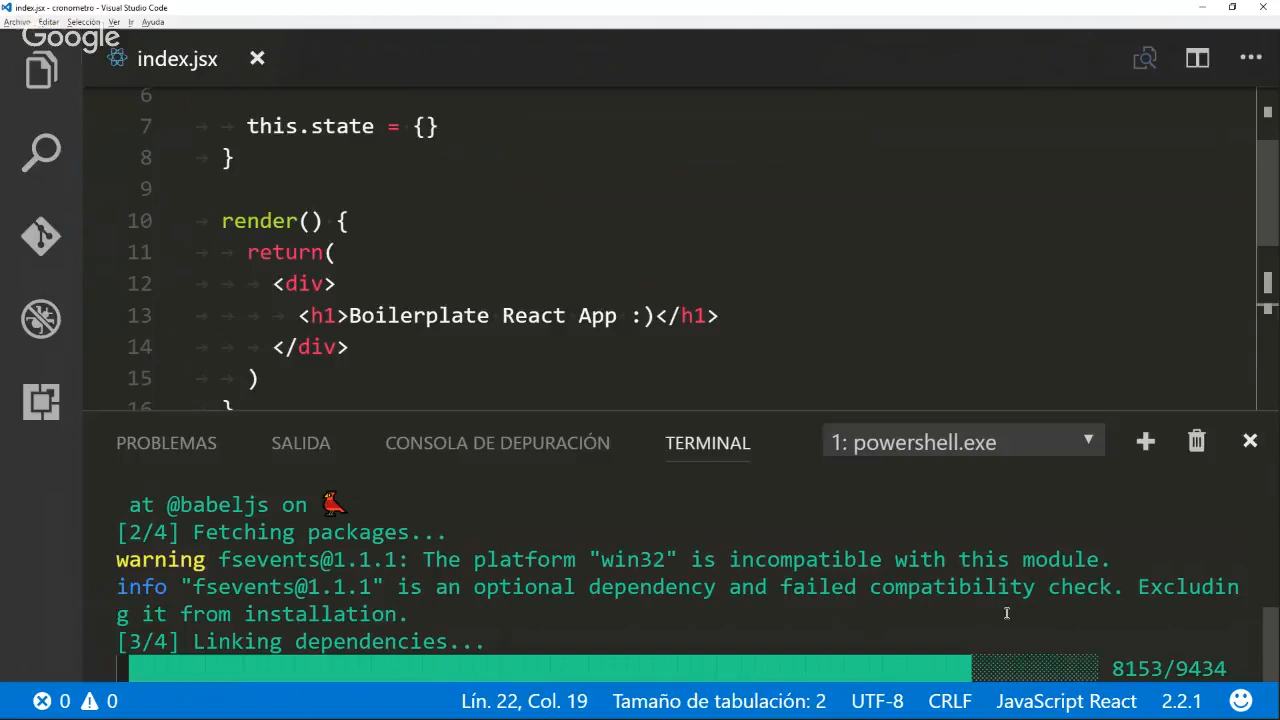 index.jsx - cronometro - Visual Studio Code
Archivo Editar Selección Ver Ir Ayuda
Google
index.jsx
6
7 this.state = {}
8 }
9
10 render() {
11 return(
12 <div>
13 <h1>Boilerplate React App :)</h1>
14 </div>
15 )
16 }
PROBLEMAS SALIDA CONSOLA DE DEPURACIÓN TERMINAL 1: powershell.exe
at @babeljs on
[2/4] Fetching packages...
warning fsevents@1.1.1: The platform "win32" is incompatible with this module.
info "fsevents@1.1.1" is an optional dependency and failed compatibility check. Excludin
g it from installation.
[3/4] Linking dependencies...
8153/9434
0 0 Lín. 22, Col. 19 Tamaño de tabulación: 2 UTF-8 CRLF JavaScript React 2.2.1